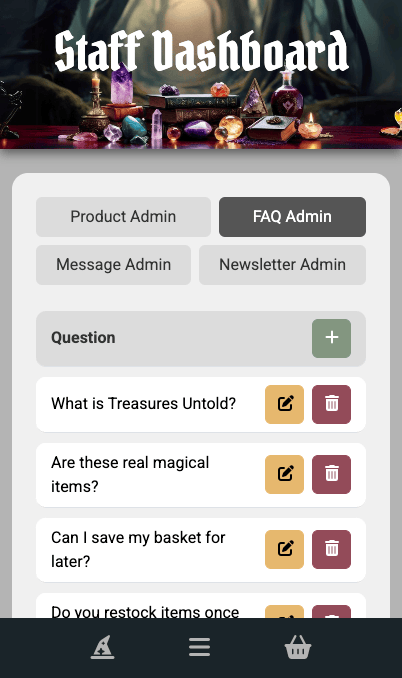 Staff Dashboard
Product Admin
FAQ Admin
Message Admin
Newsletter Admin
Question
What is Treasures Untold?
Are these real magical
items?
Can I save my basket for
later?
Do you restock items once